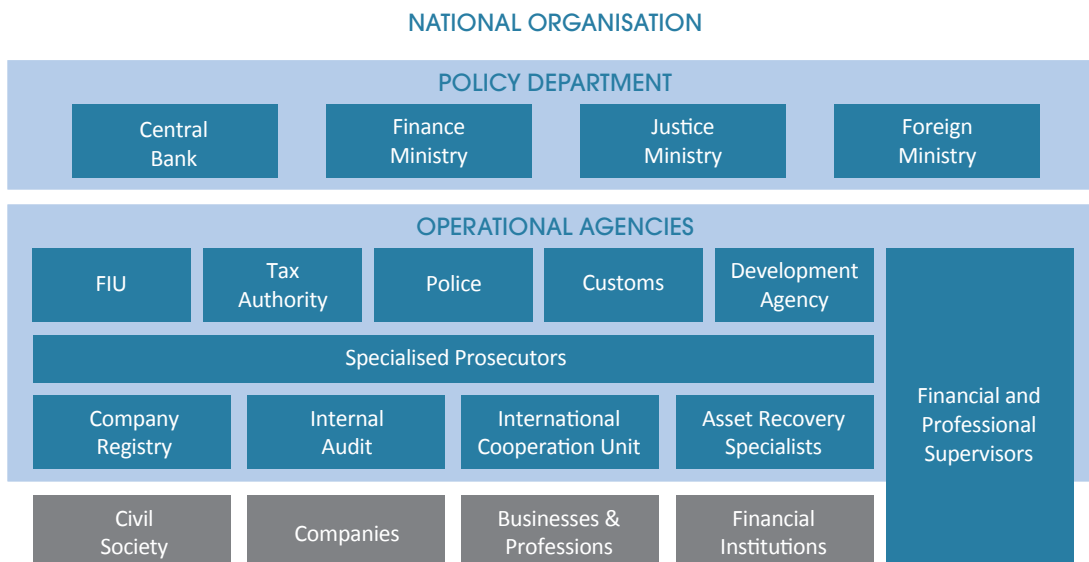 NATIONAL ORGANISATION
POLICY DEPARTMENT
Central
Bank
Finance
Ministry
Justice
Ministry
Foreign
Ministry
OPERATIONAL AGENCIES
FIU
Tax
Authority
Police
Customs
Development
Agency
Specialised Prosecutors
Company
Registry
Internal
Audit
International
Cooperation Unit
Asset Recovery
Specialists
Financial and
Professional
Supervisors
Civil
Society
Companies
Businesses &
Professions
Financial
Institutions